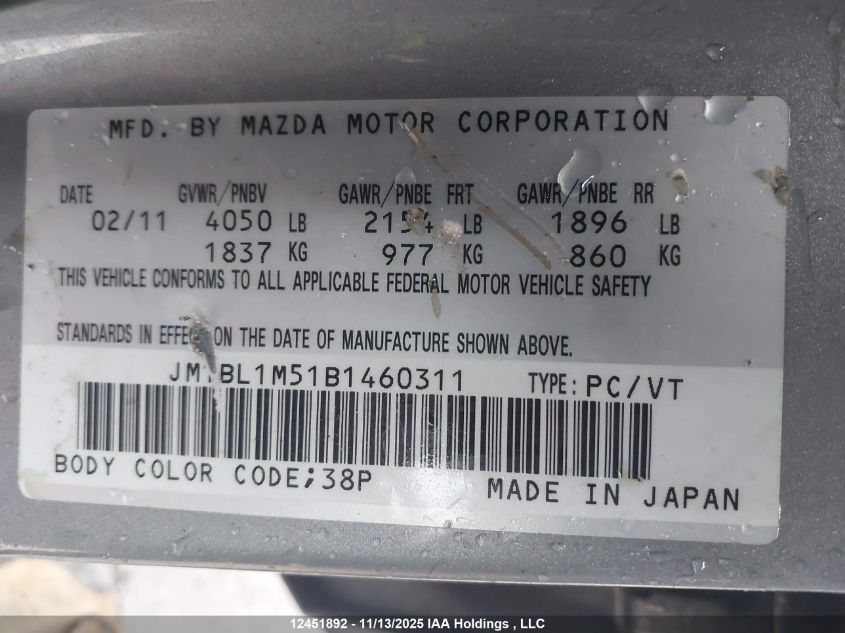 MFD. BY MAZDA MOTOR CORPORATION
DATE GVWR/PNBV GAWR/PNBE FRT GAWR/PNBE RR
02/11 4050 LB 2154 LB 1896 LB
1837 KG 977 KG 860 KG
THIS VEHICLE CONFORMS TO ALL APPLICABLE FEDERAL MOTOR VEHICLE SAFETY
STANDARDS IN EFFECT ON THE DATE OF MANUFACTURE SHOWN ABOVE.
JM1BL1M51B1460311 TYPE: PC/VT
BODY COLOR CODE;38P MADE IN JAPAN
12451892 - 11/13/2025 IAA Holdings , LLC